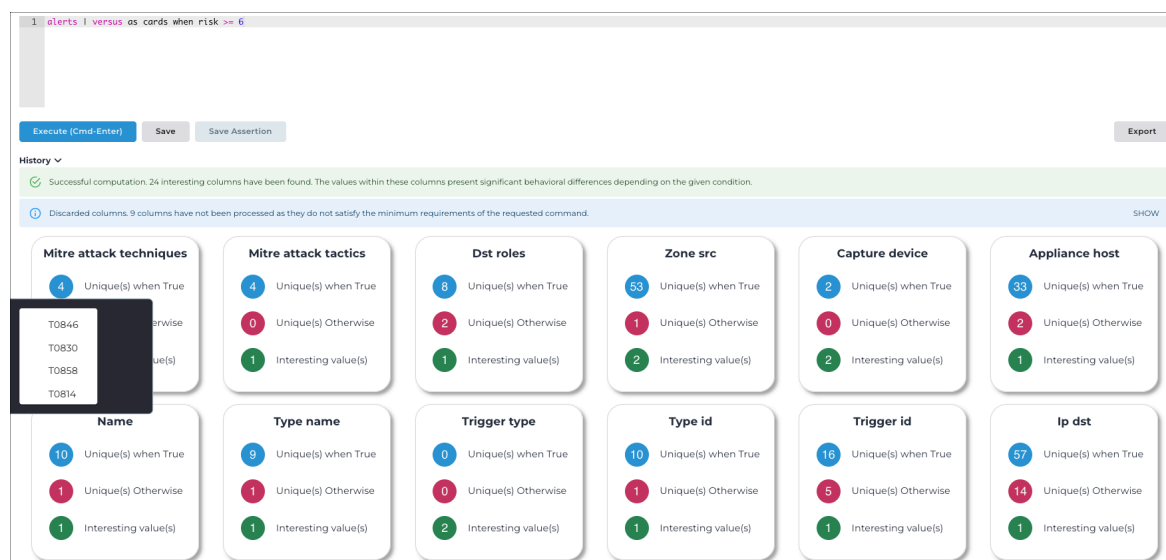 1 alerts | versus as cards when risk >= 6
Execute (Cmd-Enter) Save Save Assertion Export
History
Successful computation. 24 interesting columns have been found. The values within these columns present significant behavioral differences depending on the given condition.
Discarded columns. 9 columns have not been processed as they do not satisfy the minimum requirements of the requested command. SHOW
Mitre attack techniques Mitre attack tactics Dst roles Zone src Capture device Appliance host
4 Unique(s) when True 4 Unique(s) when True 8 Unique(s) when True 53 Unique(s) when True 2 Unique(s) when True 33 Unique(s) when True
erwise 0 Unique(s) Otherwise 2 Unique(s) Otherwise 1 Unique(s) Otherwise 0 Unique(s) Otherwise 2 Unique(s) Otherwise
ue(s) 1 Interesting value(s) 1 Interesting value(s) 2 Interesting value(s) 2 Interesting value(s) 1 Interesting value(s)
T0846
T0830
T0858
T0814
Name Type name Trigger type Type id Trigger id Ip dst
10 Unique(s) when True 9 Unique(s) when True 0 Unique(s) when True 10 Unique(s) when True 16 Unique(s) when True 57 Unique(s) when True
1 Unique(s) Otherwise 1 Unique(s) Otherwise 0 Unique(s) Otherwise 1 Unique(s) Otherwise 5 Unique(s) Otherwise 14 Unique(s) Otherwise
1 Interesting value(s) 1 Interesting value(s) 2 Interesting value(s) 1 Interesting value(s) 1 Interesting value(s) 1 Interesting value(s)